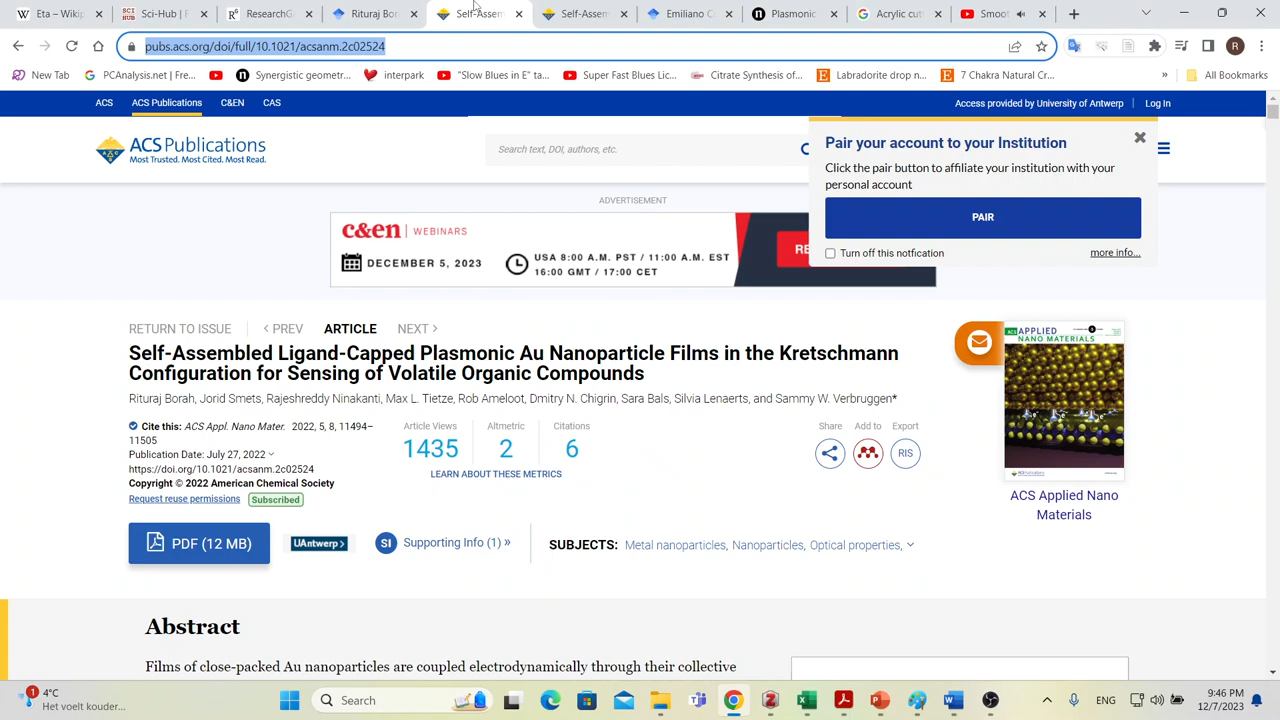 Eta – Wiki
Sci-Hub | F
ResearchG
Rituraj Bo
Self-Assem
Self-Assem
Emiliano C
Plasmonic
Acrylic cut
Smoot
pubs.acs.org/doi/full/10.1021/acsanm.2c02524
New Tab
PCAnalysis.net | Fre...
Synergistic geometr...
interpark
"Slow Blues in E" ta...
Super Fast Blues Lic...
Citrate Synthesis of...
Labradorite drop n...
7 Chakra Natural Cr...
»
All Bookmarks
ACS
ACS Publications
C&EN
CAS
Access provided by University of Antwerp
Log In
ACS Publications
Most Trusted. Most Cited. Most Read.
Search text, DOI, authors, etc.
Pair your account to your Institution
Click the pair button to affiliate your institution with your
personal account
PAIR
Turn off this notfication
more info...
ADVERTISEMENT
c&en | WEBINARS
DECEMBER 5, 2023
USA 8:00 A.M. PST / 11:00 A.M. EST
16:00 GMT / 17:00 CET
RE
RETURN TO ISSUE
< PREV
ARTICLE
NEXT >
Self-Assembled Ligand-Capped Plasmonic Au Nanoparticle Films in the Kretschmann
Configuration for Sensing of Volatile Organic Compounds
Rituraj Borah, Jorid Smets, Rajeshreddy Ninakanti, Max L. Tietze, Rob Ameloot, Dmitry N. Chigrin, Sara Bals, Silvia Lenaerts, and Sammy W. Verbruggen*
Cite this: ACS Appl. Nano Mater. 2022, 5, 8, 11494–
11505
Publication Date: July 27, 2022
https://doi.org/10.1021/acsanm.2c02524
Copyright © 2022 American Chemical Society
Request reuse permissions
Subscribed
Article Views
1435
Altmetric
2
Citations
6
LEARN ABOUT THESE METRICS
Share
Add to
Export
RIS
ACS APPLIED
NANO MATERIALS
ACS Applied Nano
Materials
PDF (12 MB)
UAntwerp >
SI
Supporting Info (1) »
SUBJECTS: Metal nanoparticles, Nanoparticles, Optical properties,
Abstract
Films of close-packed Au nanoparticles are coupled electrodynamically through their collective
1
4°C
Het voelt kouder...
Search
ENG
9:46 PM
12/7/2023
R